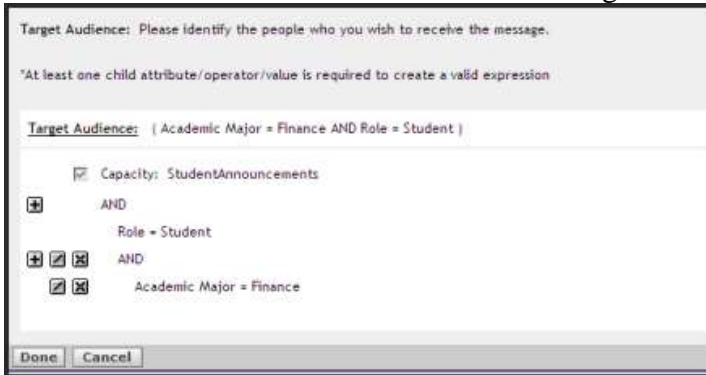 Target Audience: Please identify the people who you wish to receive the message.
*At least one child attribute/operator/value is required to create a valid expression
Target Audience: ( Academic Major = Finance AND Role = Student )
Capacity: StudentAnnouncements
AND
Role = Student
AND
Academic Major = Finance
Done Cancel